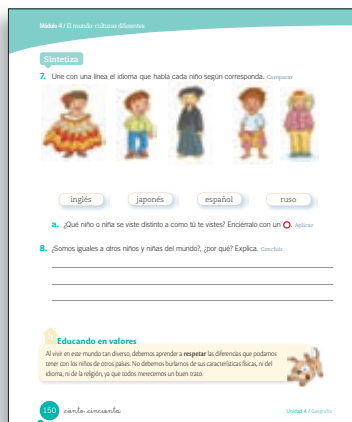 Módulo 4 / El mundo: culturas diferentes
Sintetiza
7. Une con una línea el idioma que habla cada niño según corresponda. Comparar
inglés japonés español ruso
a. ¿Qué niño o niña se viste distinto a como tú te vistes? Enciérralo con un Aplicar
8. ¿Somos iguales a otros niños y niñas del mundo?, ¿por qué? Explica. Concluir
Educando en valores
Al vivir en este mundo tan diverso, debemos aprender a respetar las diferencias que podamos
tener con los niños de otros países. No debemos burlarnos de sus características físicas, ni del
idioma, ni de la religión, ya que todos merecemos un buen trato.
150 ciento cincuenta
Unidad 4 / Geografía